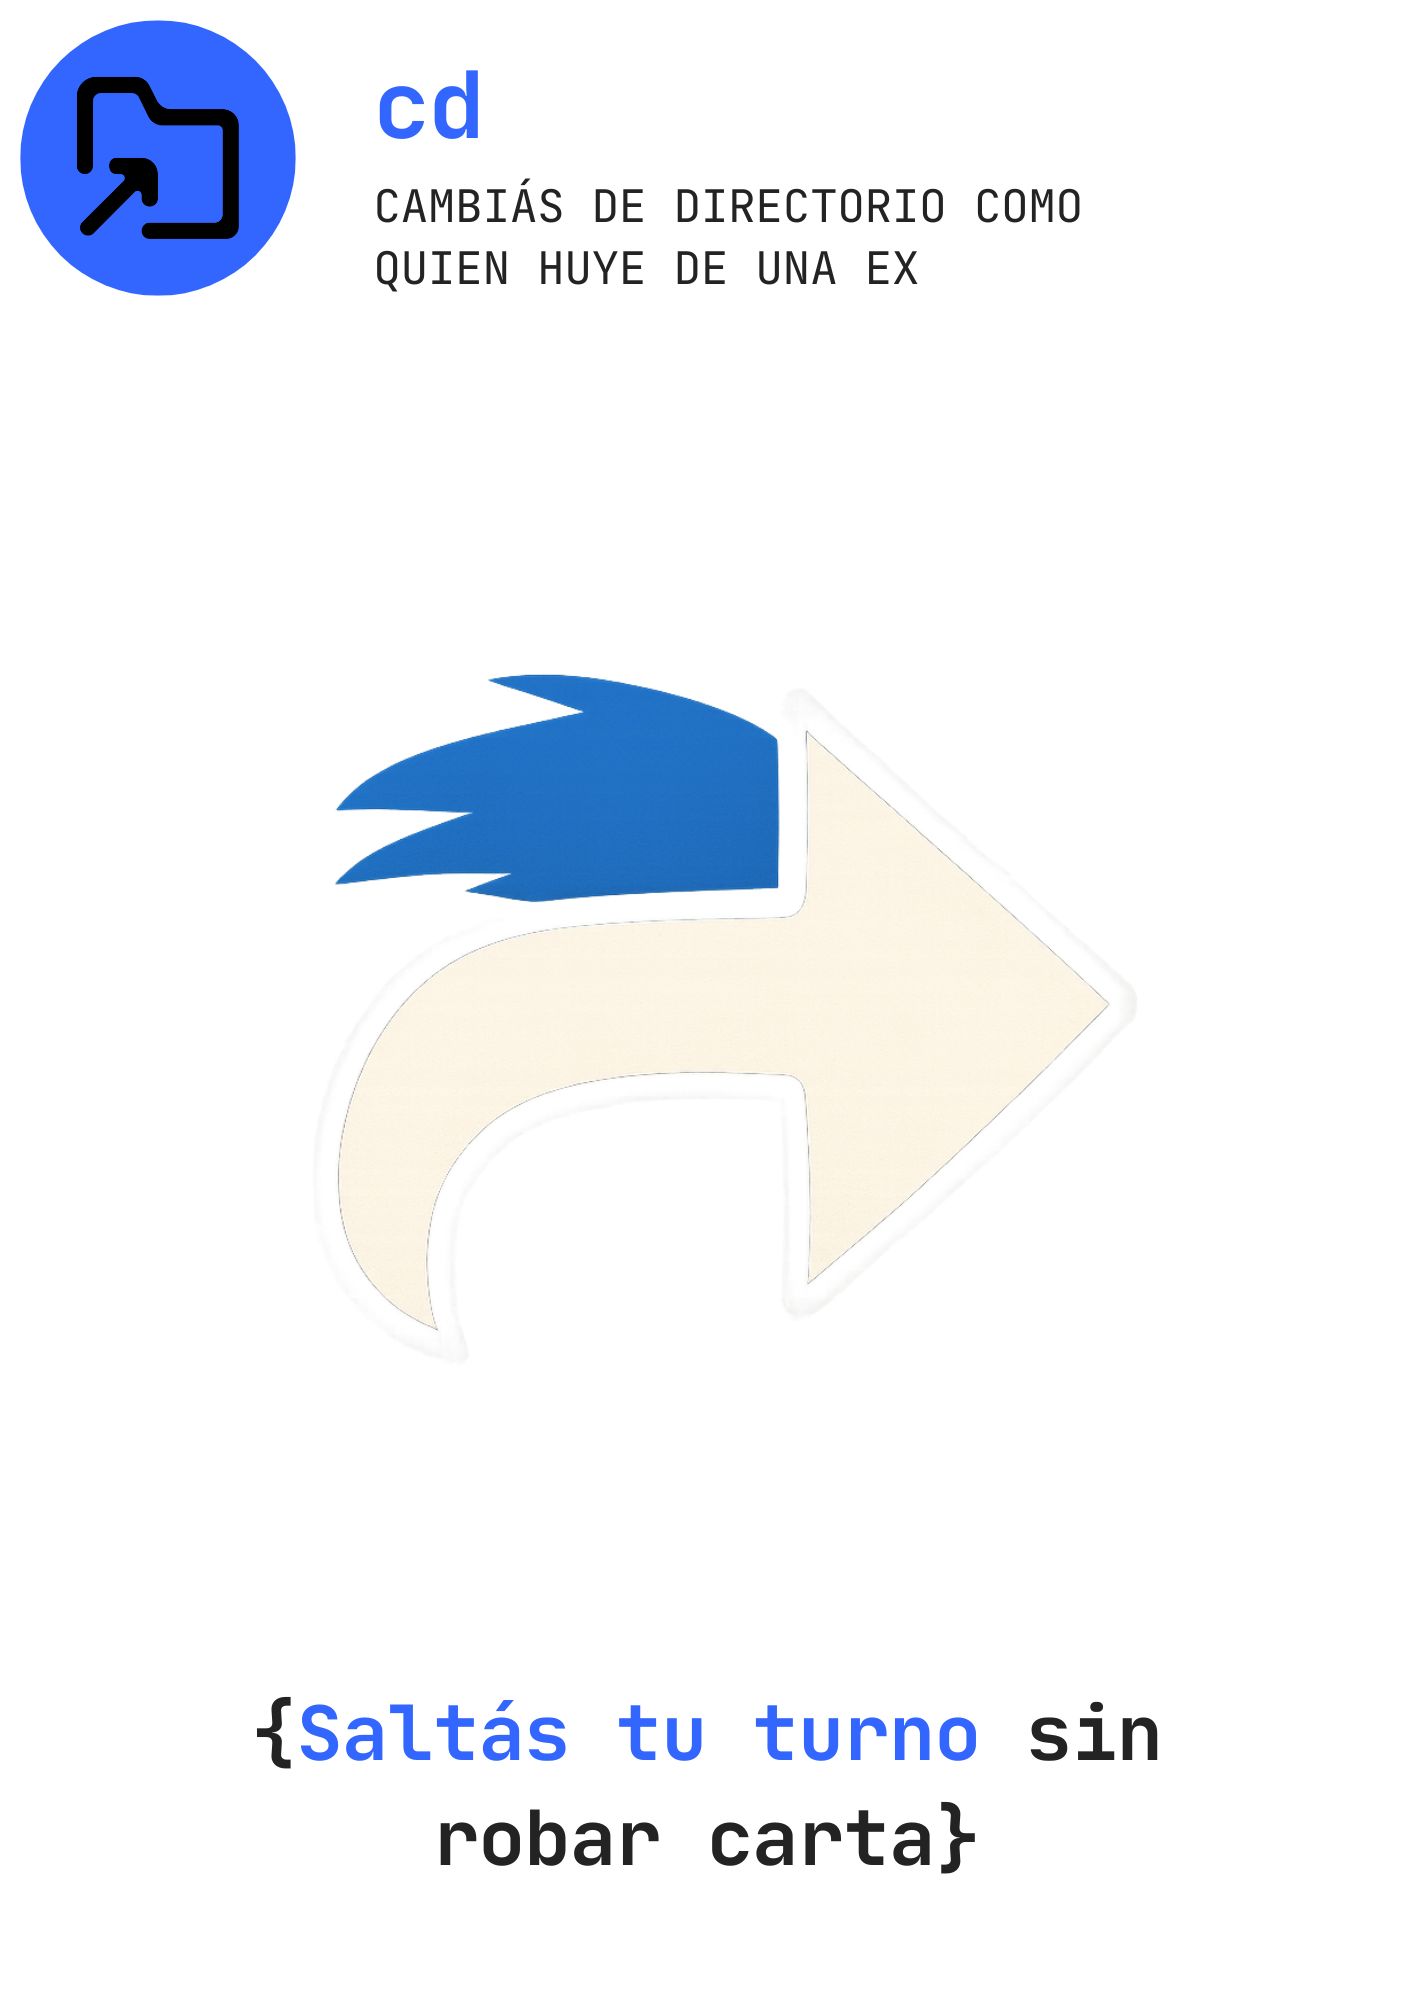 cd
CAMBIÁS DE DIRECTORIO COMO
QUIEN HUYE DE UNA EX
{Saltás tu turno sin
robar carta}